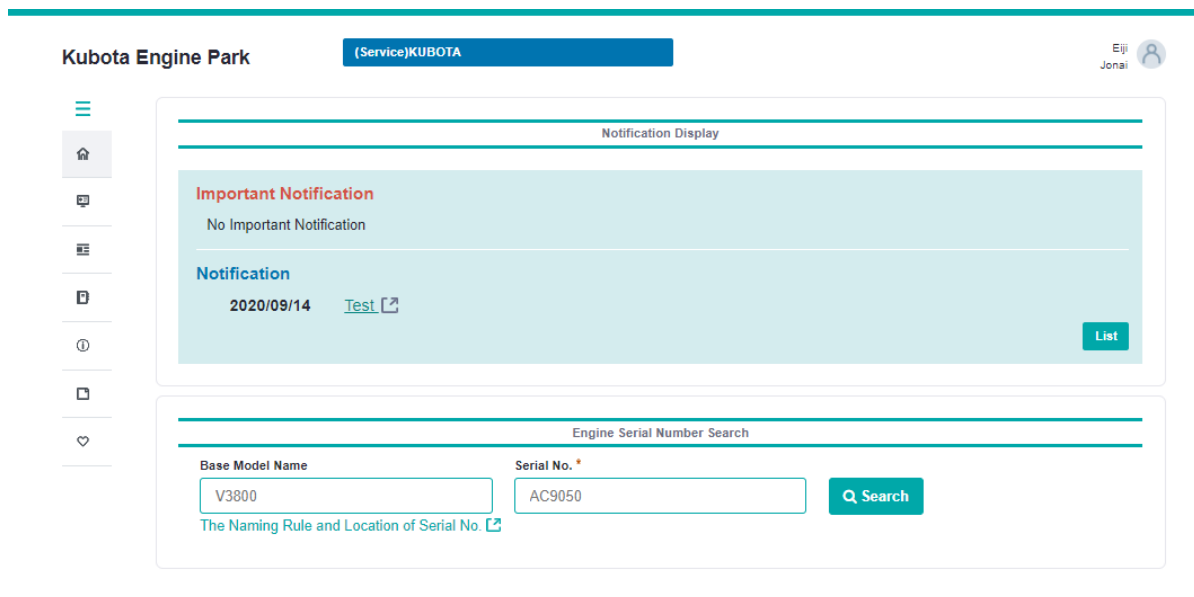 Kubota Engine Park
(Service)KUBOTA
Eiji
Jonai
Notification Display
Important Notification
No Important Notification
Notification
2020/09/14 Test
List
Engine Serial Number Search
Base Model Name Serial No. *
V3800 AC9050 Search
The Naming Rule and Location of Serial No.